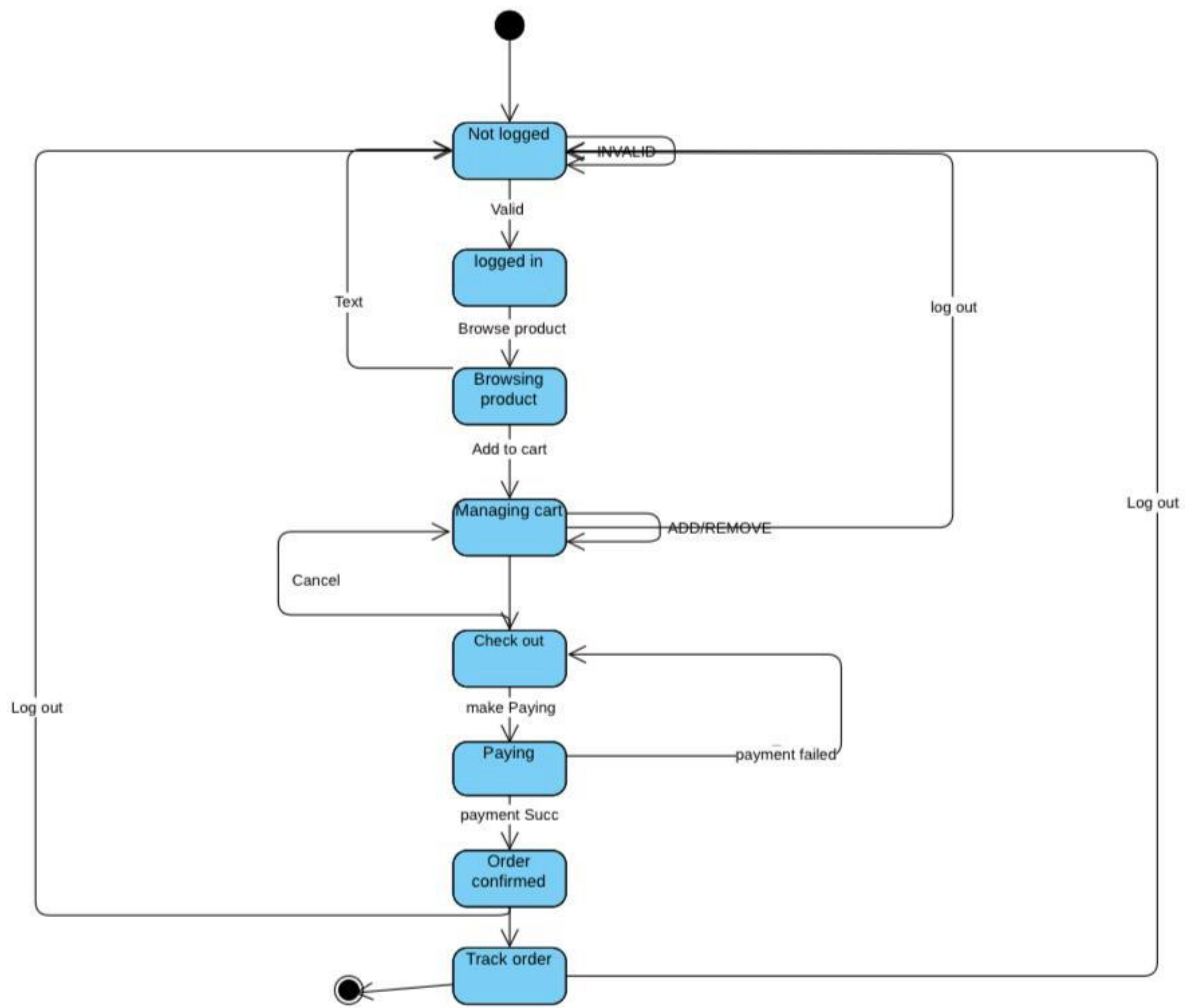 Not logged
INVALID
Valid
logged in
Text
log out
Browse product
Browsing
product
Add to cart
Managing cart
ADD/REMOVE
Log out
Cancel
Check out
Log out
make Paying
Paying
payment failed
payment Succ
Order
confirmed
Track order